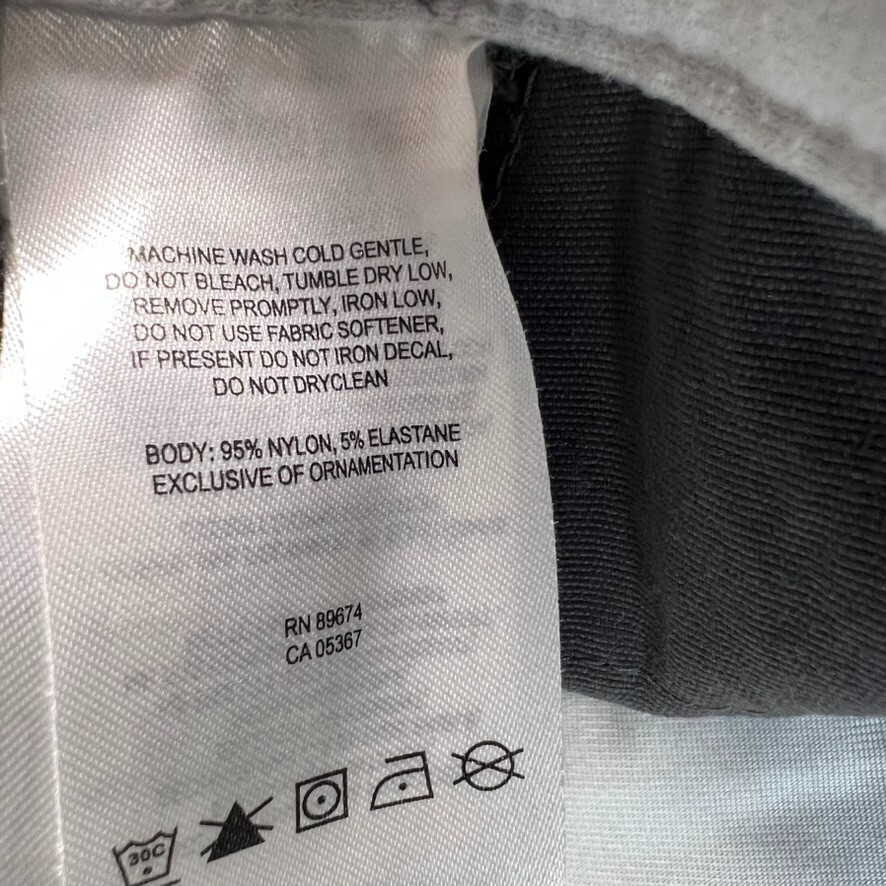 MACHINE WASH COLD GENTLE,
DO NOT BLEACH, TUMBLE DRY LOW,
REMOVE PROMPTLY, IRON LOW,
DO NOT USE FABRIC SOFTENER,
IF PRESENT DO NOT IRON DECAL,
DO NOT DRYCLEAN
BODY: 95% NYLON, 5% ELASTANE
EXCLUSIVE OF ORNAMENTATION
RN 89674
CA 05367
30C